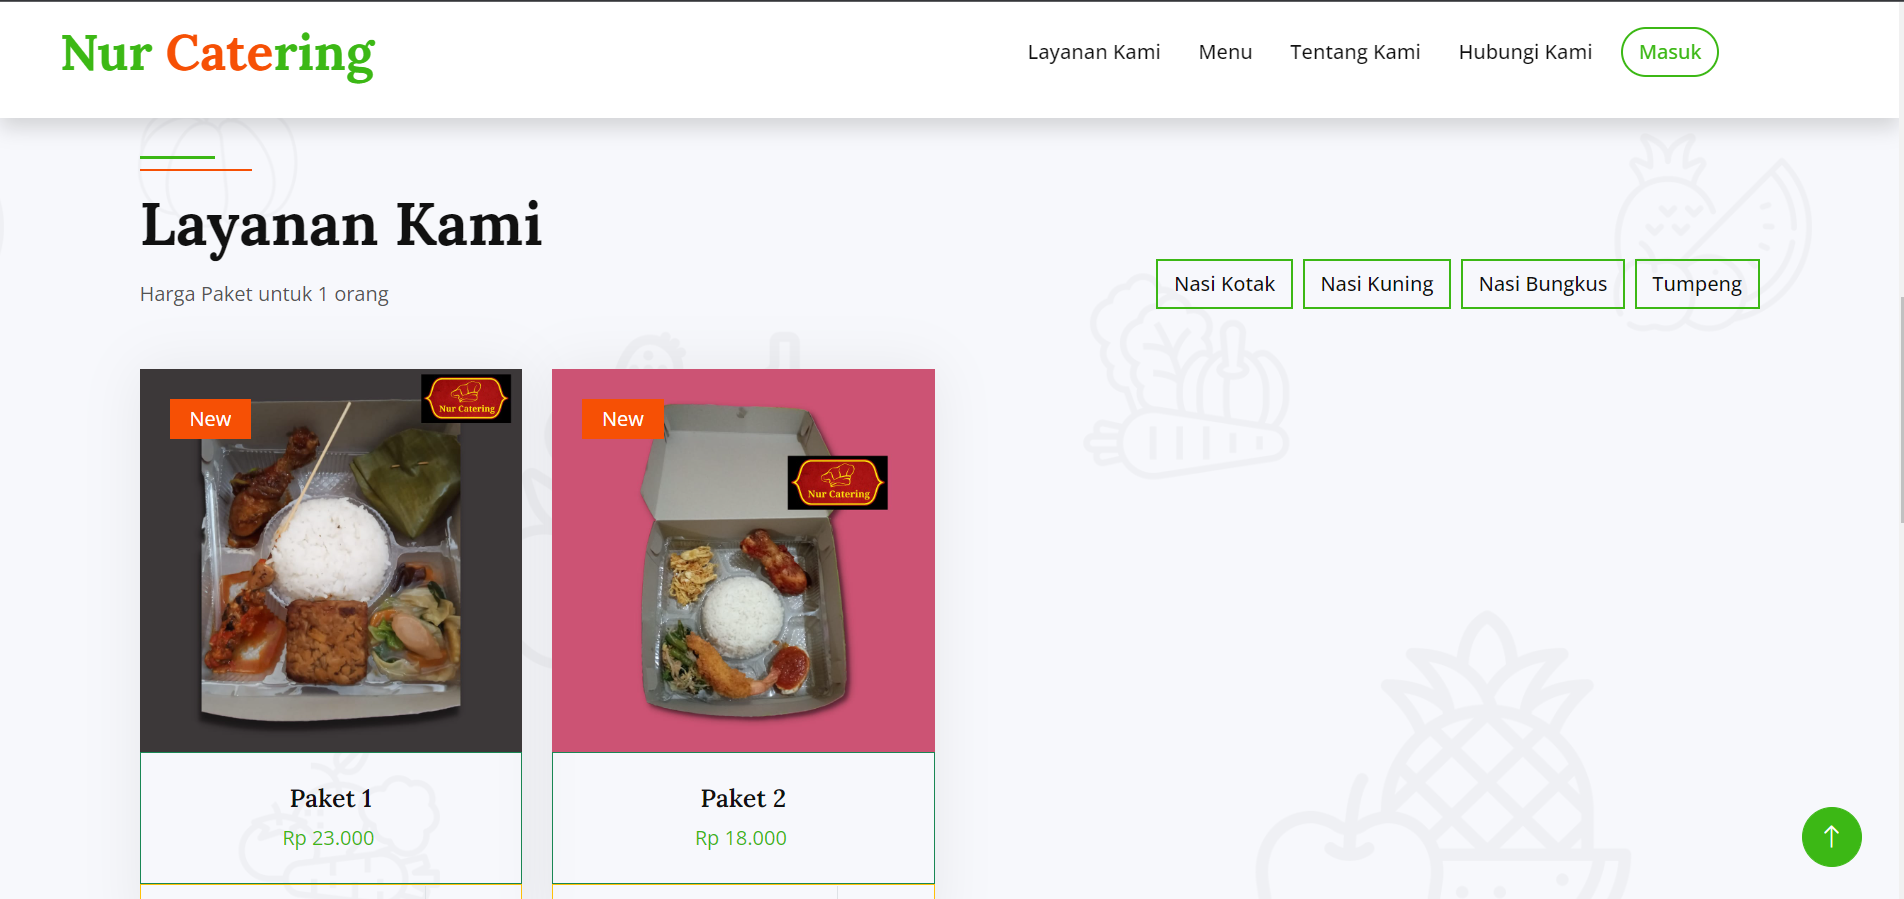 Nur Catering
Layanan Kami
Menu
Tentang Kami
Hubungi Kami
Masuk
Layanan Kami
Harga Paket untuk 1 orang
Nasi Kotak
Nasi Kuning
Nasi Bungkus
Tumpeng
New
Nur Catering
New
Nur Catering
Paket 1
Rp 23.000
Paket 2
Rp 18.000